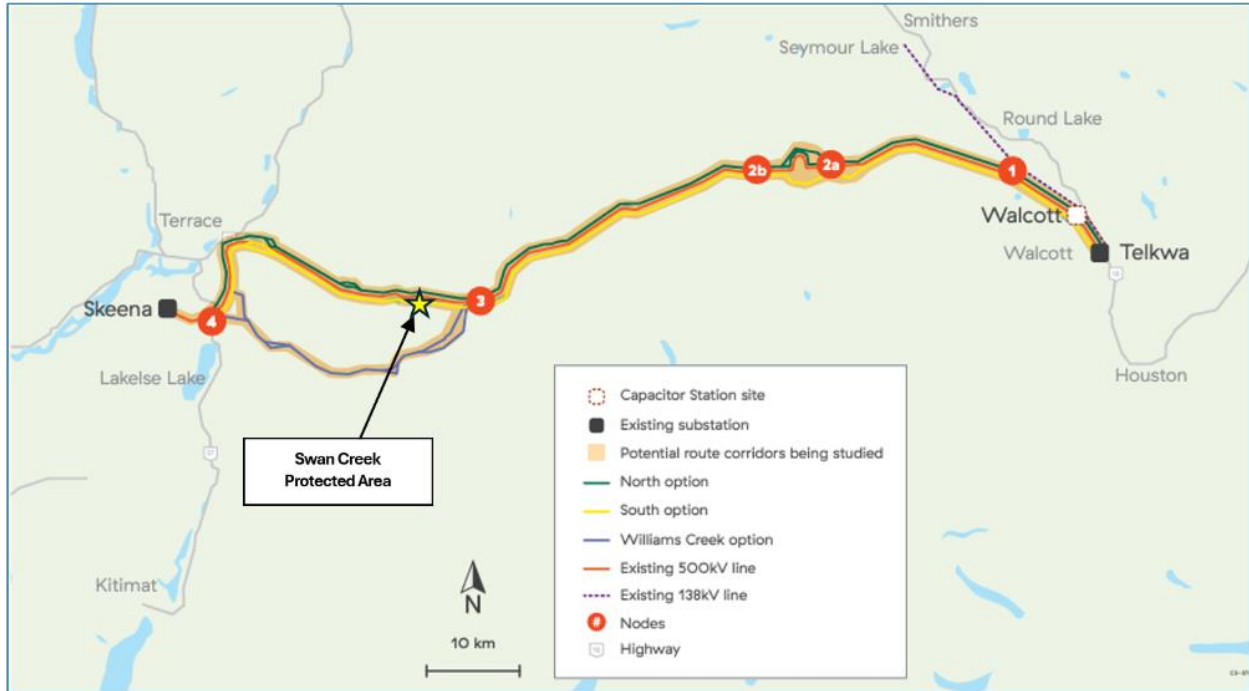 Smithers
Seymour Lake
Round Lake
2b
2a
1
Walcott
Walcott
Telkwa
Terrace
Skeena
3
4
Lakelse Lake
Houston
Swan Creek
Protected Area
Kitimat
N
10 km
Capacitor Station site
Existing substation
Potential route corridors being studied
North option
South option
Williams Creek option
Existing 500kV line
Existing 138kV line
#
Nodes
Highway